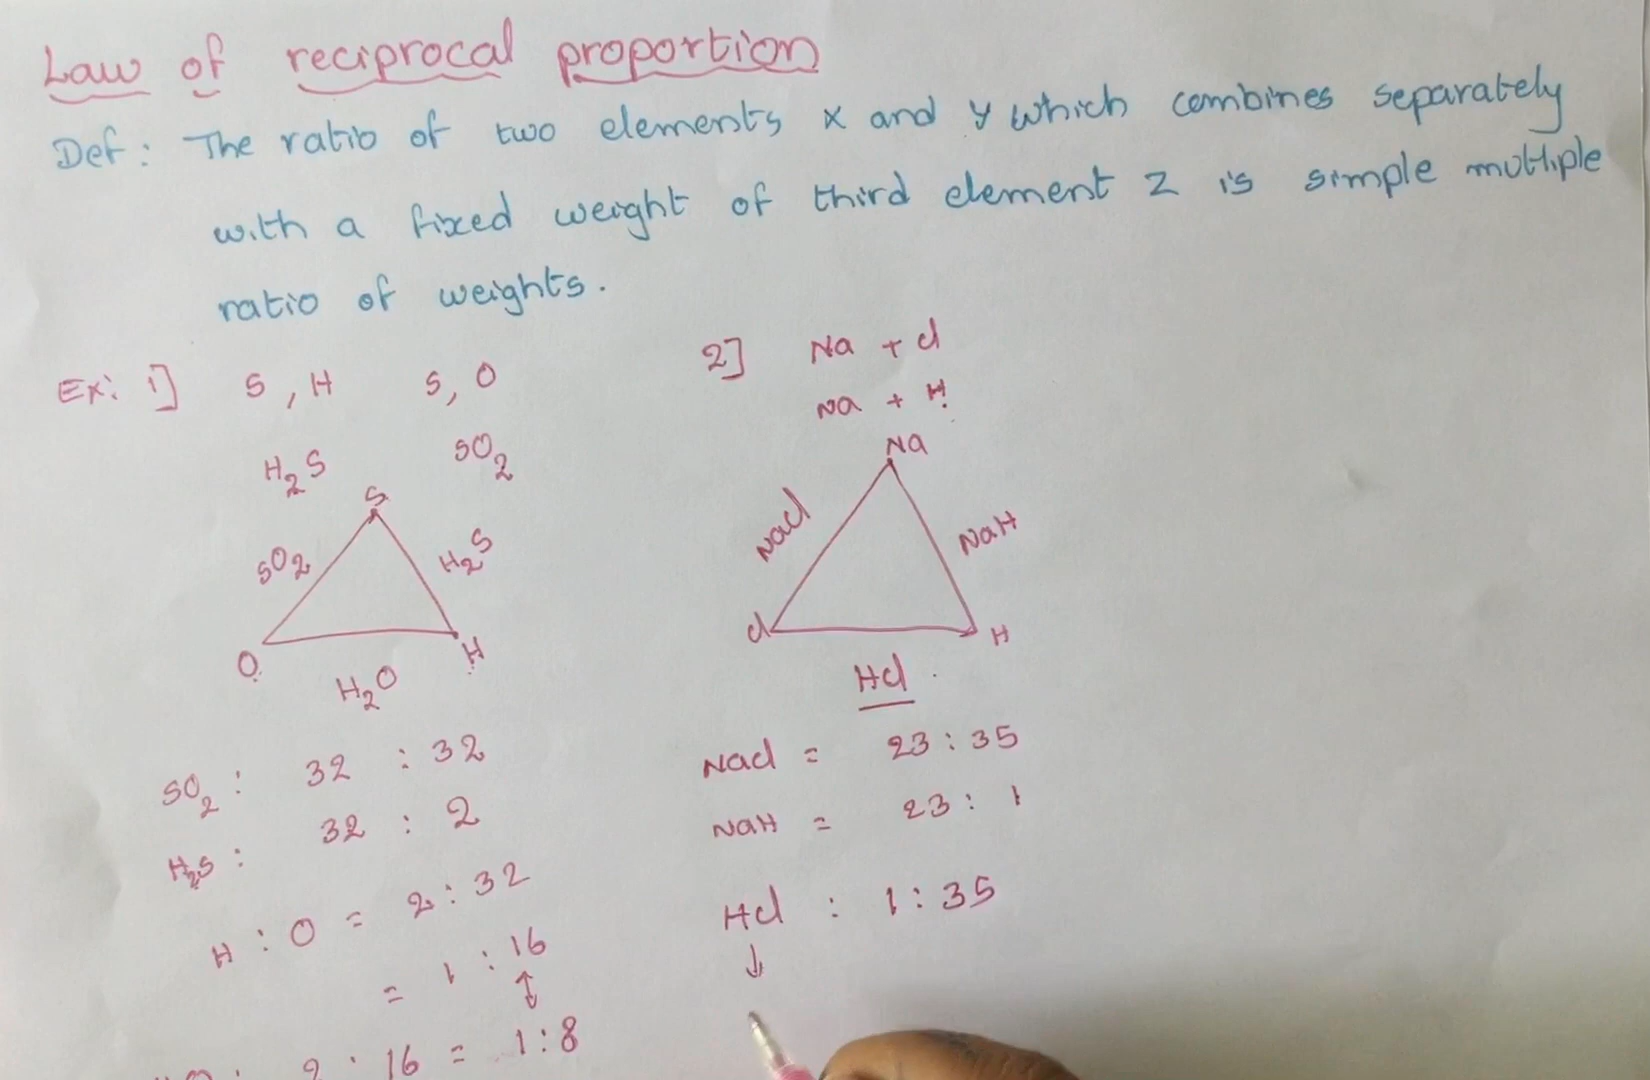 Law of reciprocal proportion
Def: The ratio of two elements x and y which combines separately
with a fixed weight of third element z is simple multiple
ratio of weights.
Ex: 1] S, H S, O
H2S SO2
S
SO2 H2S
O H
H2O
SO2 : 32 : 32
H2S : 32 : 2
H : O = 2 : 32
= 1 : 16
2 : 16 = 1 : 8
2] Na + Cl
Na + H
Na
NaCl NaH
Cl H
HCl
NaCl = 23 : 35
NaH = 23 : 1
HCl : 1 : 35